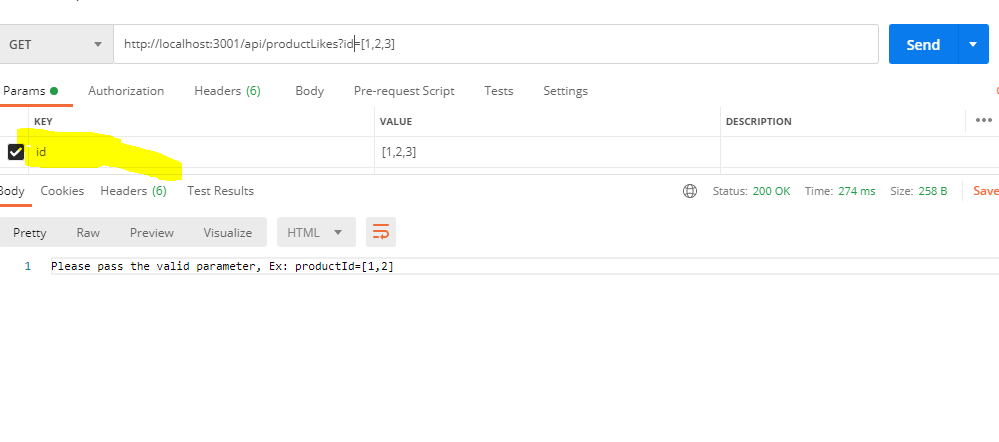 GET http://localhost:3001/api/productLikes?id=[1,2,3] Send
Params Authorization Headers (6) Body Pre-request Script Tests Settings
KEY VALUE DESCRIPTION •••
id [1,2,3]
Body Cookies Headers (6) Test Results Status: 200 OK Time: 274 ms Size: 258 B Save
Pretty Raw Preview Visualize HTML
1 Please pass the valid parameter, Ex: productId=[1,2]